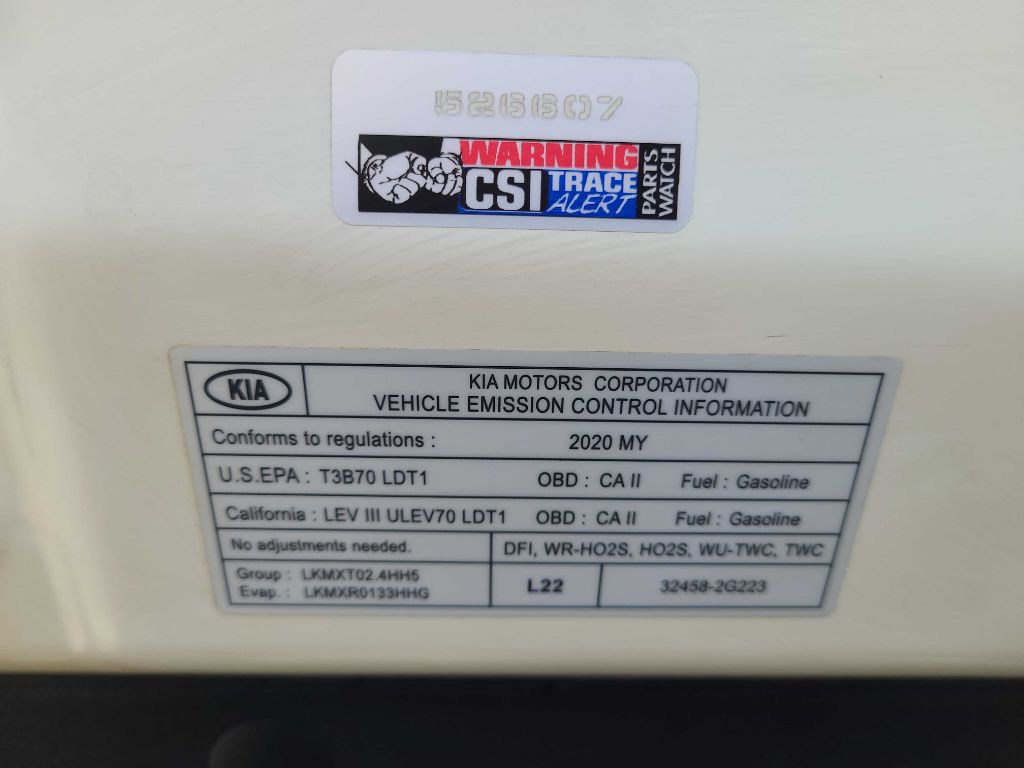 526607
WARNING
CSI TRACE ALERT
PARTS WATCH
KIA
KIA MOTORS CORPORATION
VEHICLE EMISSION CONTROL INFORMATION
Conforms to regulations : 2020 MY
U.S.EPA : T3B70 LDT1 OBD : CA II Fuel : Gasoline
California : LEV III ULEV70 LDT1 OBD : CA II Fuel : Gasoline
No adjustments needed. DFI, WR-HO2S, HO2S, WU-TWC, TWC
Group : LKMXT02.4HH5
Evap. : LKMXR0133HHG
L22 32458-2G223